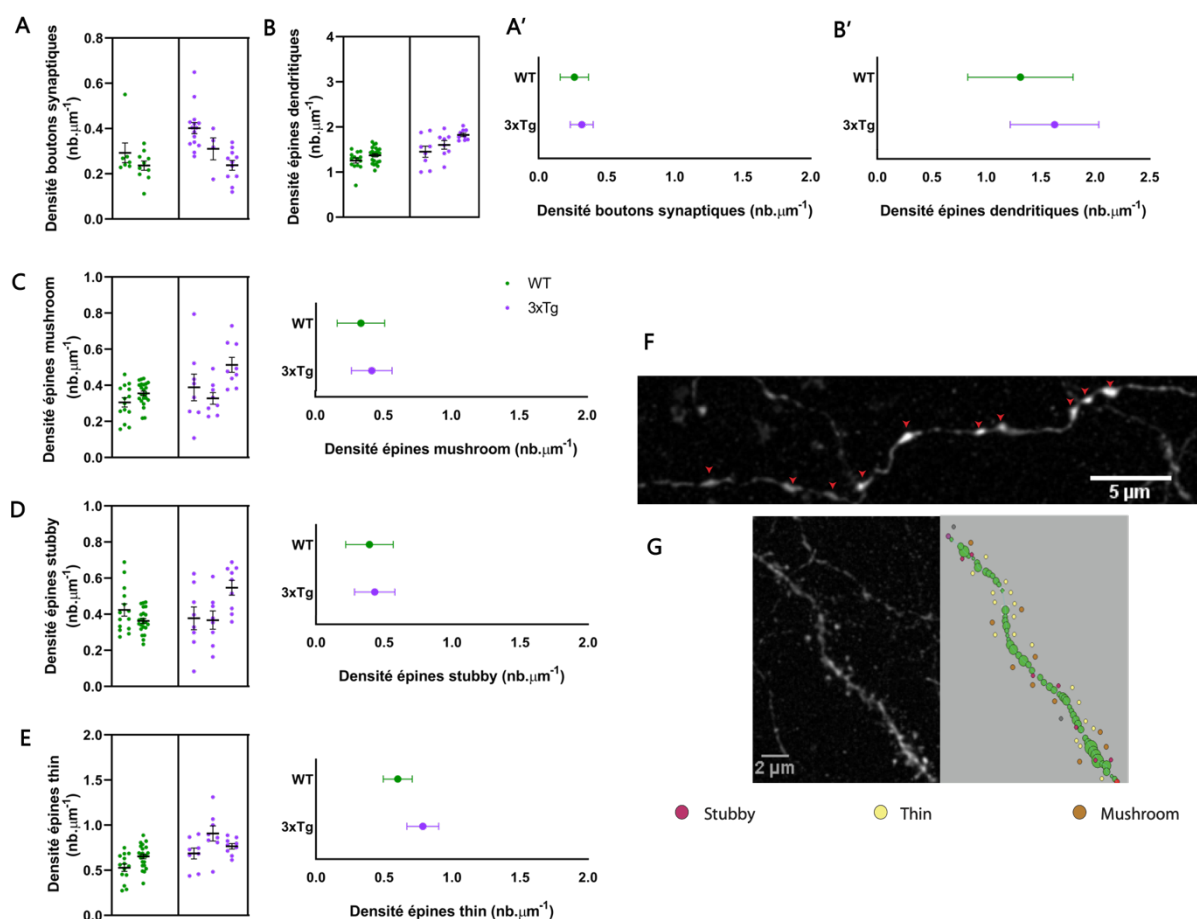 A
Densité boutons synaptiques
(nb.µm⁻¹)
0.8
0.6
0.4
0.2
0.0
B
Densité épines dendritiques
(nb.µm⁻¹)
4
3
2
1
0
A'
WT
3xTg
0.0 0.5 1.0 1.5 2.0
Densité boutons synaptiques (nb.µm⁻¹)
B'
WT
3xTg
0.0 0.5 1.0 1.5 2.0 2.5
Densité épines dendritiques (nb.µm⁻¹)
C
Densité épines mushroom
(nb.µm⁻¹)
1.0
0.8
0.6
0.4
0.2
0.0
WT
3xTg
WT
3xTg
0.0 0.5 1.0 1.5 2.0
Densité épines mushroom (nb.µm⁻¹)
D
Densité épines stubby
(nb.µm⁻¹)
1.0
0.8
0.6
0.4
0.2
0.0
WT
3xTg
0.0 0.5 1.0 1.5 2.0
Densité épines stubby (nb.µm⁻¹)
E
Densité épines thin
(nb.µm⁻¹)
2.0
1.5
1.0
0.5
0.0
WT
3xTg
0.0 0.5 1.0 1.5 2.0
Densité épines thin (nb.µm⁻¹)
F
5 µm
G
2 µm
Stubby Thin Mushroom